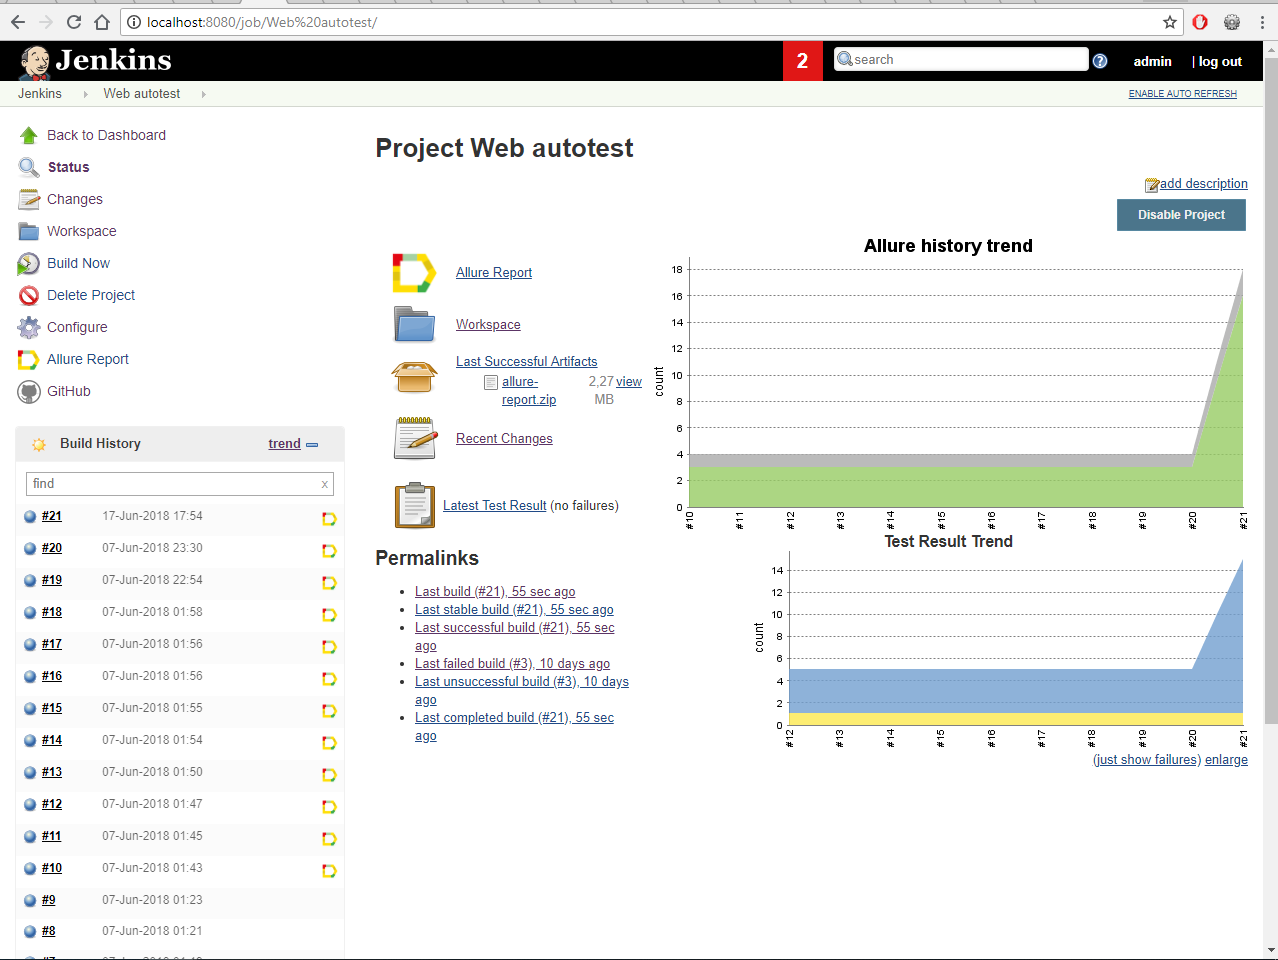 localhost:8080/job/Web%20autotest/
Jenkins
2
search
admin
| log out
Jenkins
Web autotest
ENABLE AUTO REFRESH
Back to Dashboard
Status
Changes
Workspace
Build Now
Delete Project
Configure
Allure Report
GitHub
Build History
trend
find
x
#21 17-Jun-2018 17:54
#20 07-Jun-2018 23:30
#19 07-Jun-2018 22:54
#18 07-Jun-2018 01:58
#17 07-Jun-2018 01:56
#16 07-Jun-2018 01:56
#15 07-Jun-2018 01:55
#14 07-Jun-2018 01:54
#13 07-Jun-2018 01:50
#12 07-Jun-2018 01:47
#11 07-Jun-2018 01:45
#10 07-Jun-2018 01:43
#9 07-Jun-2018 01:23
#8 07-Jun-2018 01:21
Project Web autotest
add description
Disable Project
Allure Report
Workspace
Last Successful Artifacts
allure- 2,27 view
report.zip MB
Recent Changes
Latest Test Result (no failures)
Permalinks
Last build (#21), 55 sec ago
Last stable build (#21), 55 sec ago
Last successful build (#21), 55 sec
ago
Last failed build (#3), 10 days ago
Last unsuccessful build (#3), 10 days
ago
Last completed build (#21), 55 sec
ago
Allure history trend
count
18
16
14
12
10
8
6
4
2
0
#10 #11 #12 #13 #14 #15 #16 #17 #18 #19 #20 #21
Test Result Trend
count
14
12
10
8
6
4
2
0
#12 #13 #14 #15 #16 #17 #18 #19 #20 #21
(just show failures) enlarge